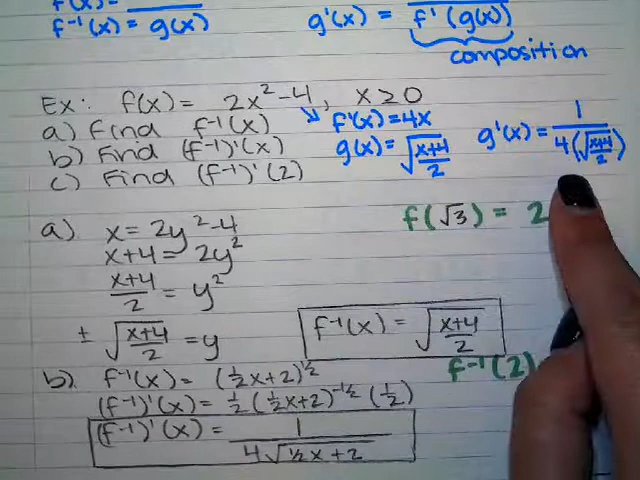 f⁻¹(x) = g(x)
g'(x) = 1/f'(g(x))
composition
Ex: f(x) = 2x² - 4, x ≥ 0
a) Find f⁻¹(x)
b) Find (f⁻¹)'(x)
c) Find (f⁻¹)'(2)
f'(x) = 4x
g(x) = √((x+4)/2)
g'(x) = 1/(4(√((x+4)/2)))
f(√3) = 2
a) x = 2y² - 4
x + 4 = 2y²
(x+4)/2 = y²
± √((x+4)/2) = y
f⁻¹(x) = √((x+4)/2)
f⁻¹(2)
b) f⁻¹(x) = (½x + 2)^½
(f⁻¹)'(x) = ½(½x + 2)^-½ (½)
(f⁻¹)'(x) = 1/(4√(½x + 2))